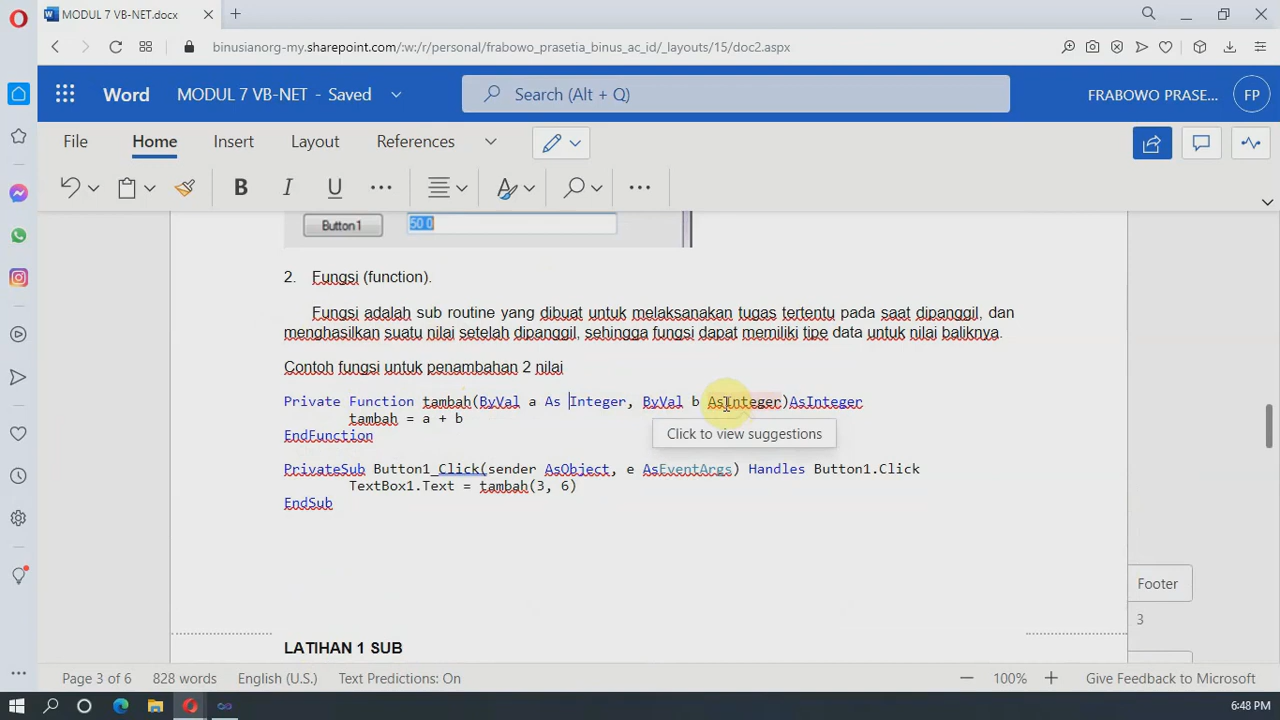 MODUL 7 VB-NET.docx
binusianorg-my.sharepoint.com/:w:/r/personal/frabowo_prasetia_binus_ac_id/_layouts/15/doc2.aspx
Word
MODUL 7 VB-NET - Saved
Search (Alt + Q)
FRABOWO PRASE...
FP
File
Home
Insert
Layout
References
B I U
Button1
50 0
2. Fungsi (function).
Fungsi adalah sub routine yang dibuat untuk melaksanakan tugas tertentu pada saat dipanggil, dan
menghasilkan suatu nilai setelah dipanggil, sehingga fungsi dapat memiliki tipe data untuk nilai baliknya.
Contoh fungsi untuk penambahan 2 nilai
Private Function tambah(ByVal a As Integer, ByVal b AsInteger)AsInteger
tambah = a + b
EndFunction
Click to view suggestions
PrivateSub Button1_Click(sender AsObject, e AsEventArgs) Handles Button1.Click
TextBox1.Text = tambah(3, 6)
EndSub
Footer
3
LATIHAN 1 SUB
Page 3 of 6
828 words
English (U.S.)
Text Predictions: On
100%
Give Feedback to Microsoft
6:48 PM